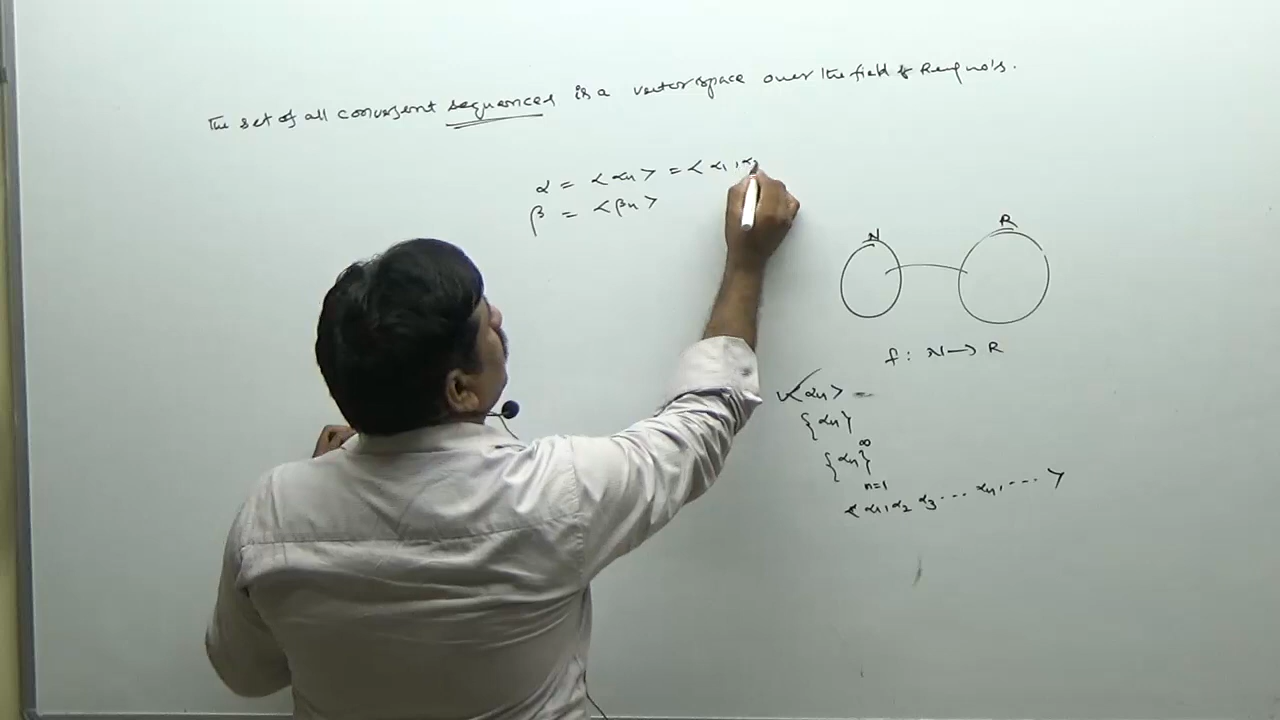 The set of all convergent sequences is a vector space over the field of Real no's.
α = < αn > = < α1, α2
β = < βn >
N R
f : N → R
< αn > =
{ αn }
{ αn }∞ n=1
< α1, α2 α3 ... αn, ... >